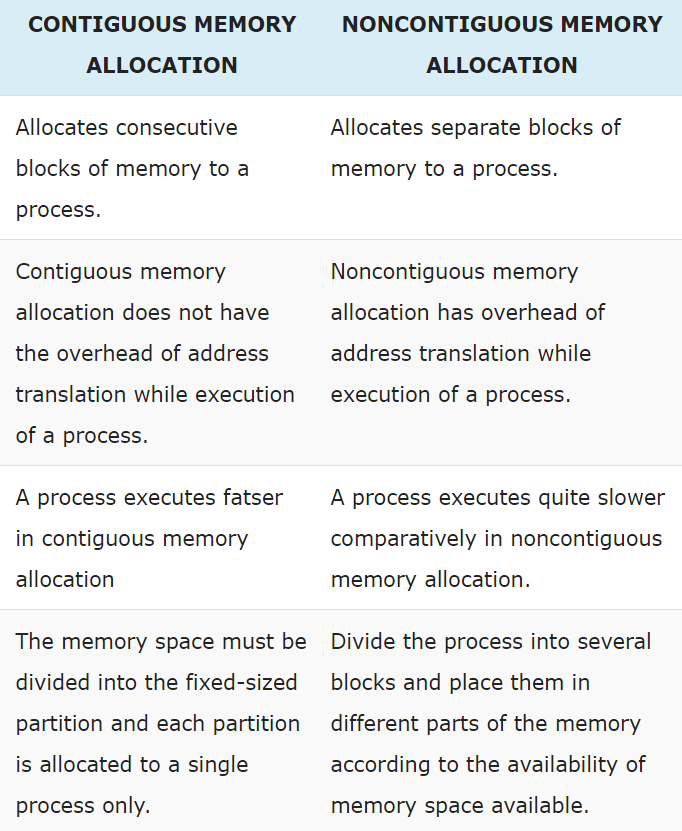 CONTIGUOUS MEMORY
ALLOCATION
NONCONTIGUOUS MEMORY
ALLOCATION
Allocates consecutive
blocks of memory to a
process.
Allocates separate blocks of
memory to a process.
Contiguous memory
allocation does not have
the overhead of address
translation while execution
of a process.
Noncontiguous memory
allocation has overhead of
address translation while
execution of a process.
A process executes fatser
in contiguous memory
allocation
A process executes quite slower
comparatively in noncontiguous
memory allocation.
The memory space must be
divided into the fixed-sized
partition and each partition
is allocated to a single
process only.
Divide the process into several
blocks and place them in
different parts of the memory
according to the availability of
memory space available.